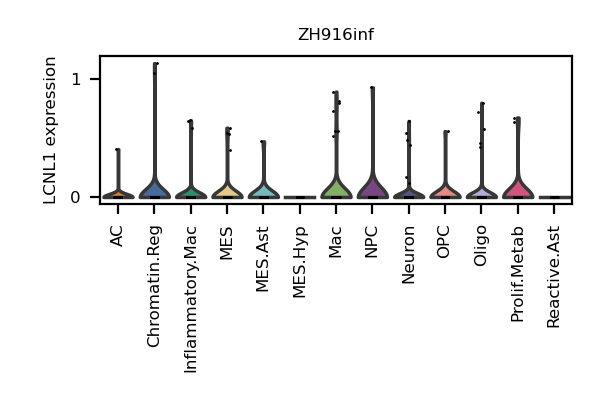 ZH916inf
LCNL1 expression
1
0
AC
Chromatin.Reg
Inflammatory.Mac
MES
MES.Ast
MES.Hyp
Mac
NPC
Neuron
OPC
Oligo
Prolif.Metab
Reactive.Ast